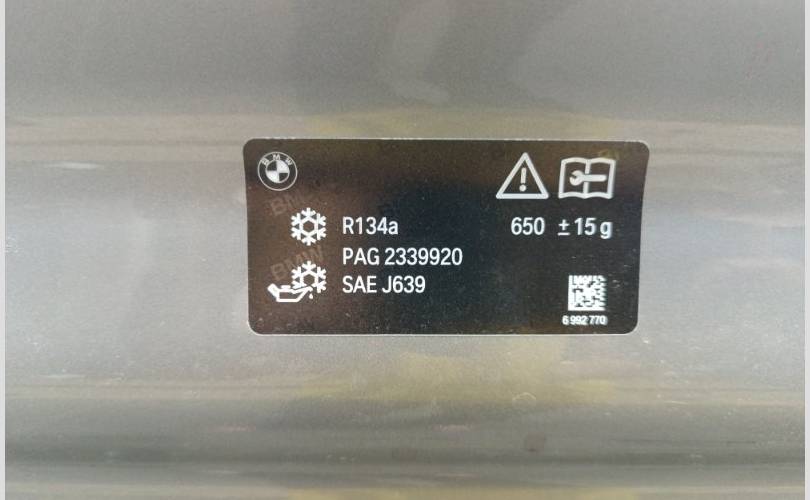 BMW
R134a 650 ±15 g
PAG 2339920
SAE J639
6 992 770